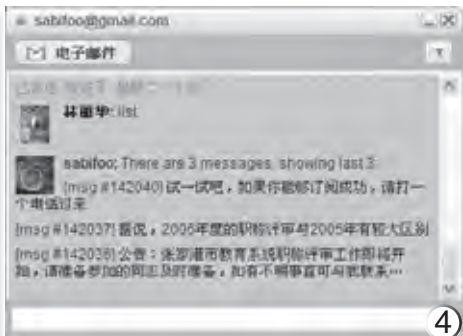 sabifoo@gmail.com
电子邮件
林丽华: list
sabifoo: There are 3 messages, showing last 3.
[msg #142040] 试一试吧，如果你能够订阅成功，请打一
个电话过来
[msg #142037] 据说，2006年度的职称评审与2005年有较大区别
[msg #142036] 公告：张家港市教育系统职称评审工作即将开
始，请准备参加的同志及时准备，如有不明事宜可与我联系…
④